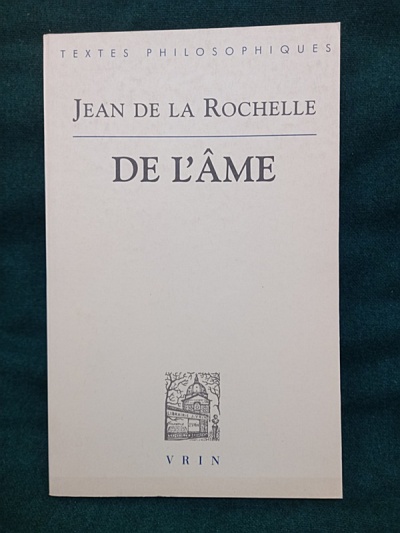 TEXTES PHILOSOPHIQUES
JEAN DE LA ROCHELLE
DE L'ÂME
VRIN